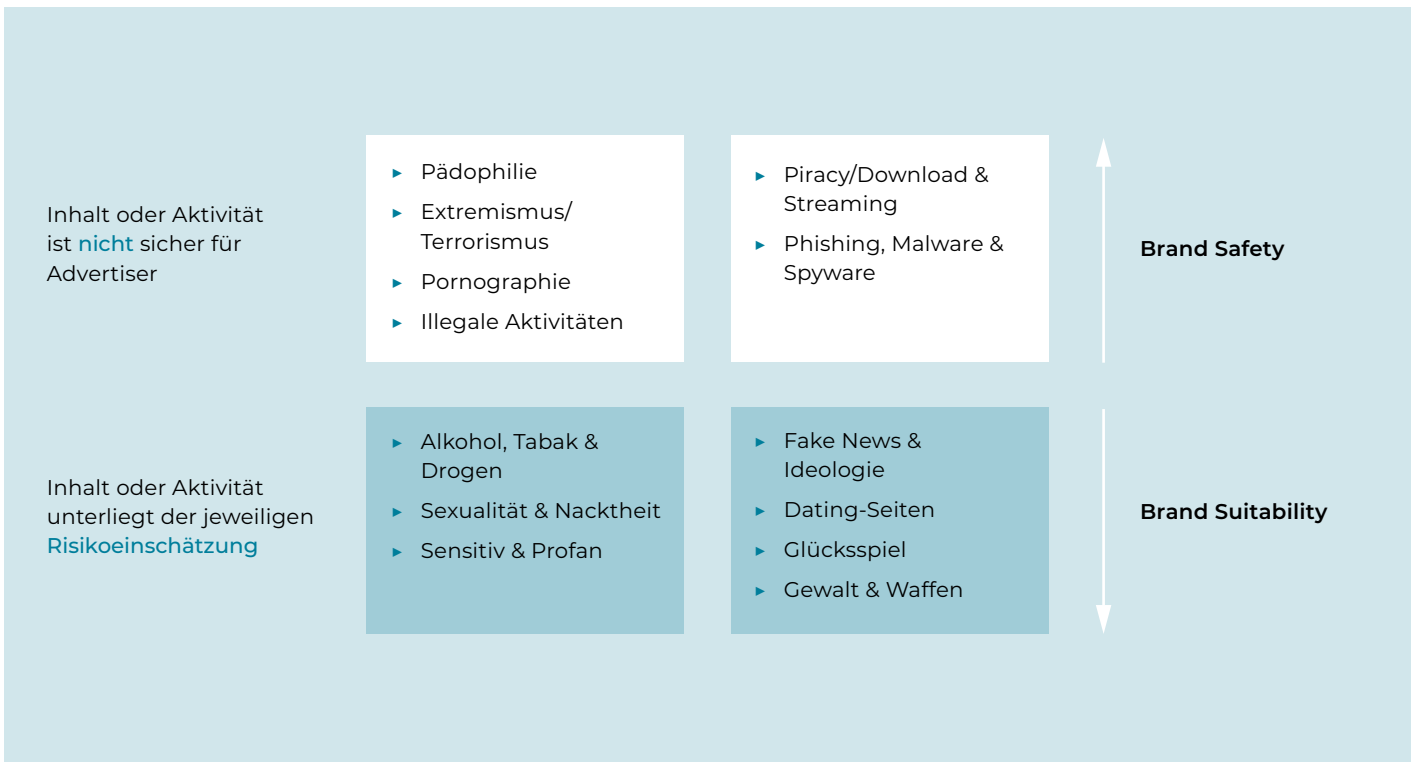 Inhalt oder Aktivität
ist nicht sicher für
Advertiser
▸ Pädophilie
▸ Extremismus/
Terrorismus
▸ Pornographie
▸ Illegale Aktivitäten
▸ Piracy/Download &
Streaming
▸ Phishing, Malware &
Spyware
Brand Safety
Inhalt oder Aktivität
unterliegt der jeweiligen
Risikoeinschätzung
▸ Alkohol, Tabak &
Drogen
▸ Sexualität & Nacktheit
▸ Sensitiv & Profan
▸ Fake News &
Ideologie
▸ Dating-Seiten
▸ Glücksspiel
▸ Gewalt & Waffen
Brand Suitability